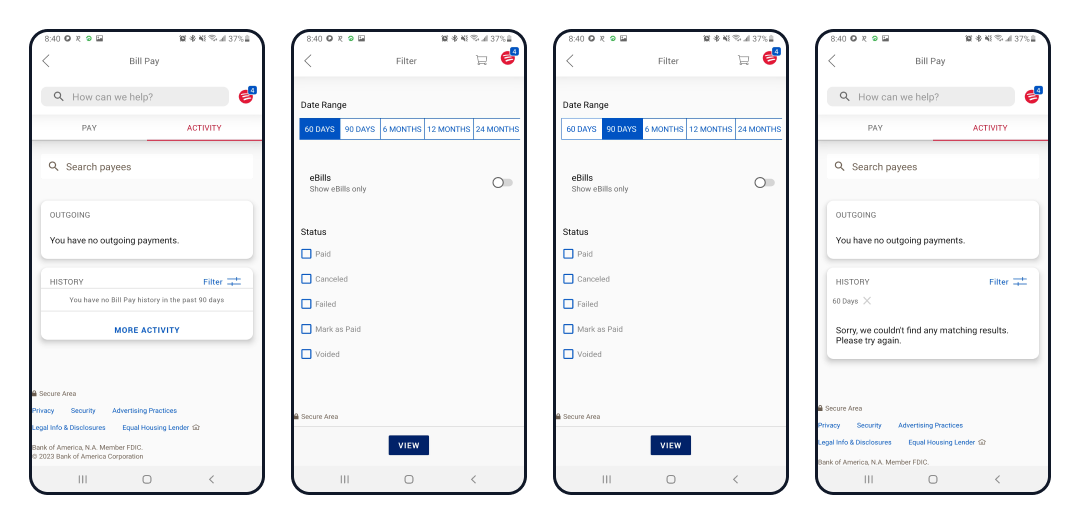 8:40
37%
Bill Pay
How can we help?
4
PAY
ACTIVITY
Search payees
OUTGOING
You have no outgoing payments.
HISTORY
Filter
You have no Bill Pay history in the past 90 days
MORE ACTIVITY
Secure Area
Privacy Security Advertising Practices
Legal Info & Disclosures Equal Housing Lender
Bank of America, N.A. Member FDIC.
© 2023 Bank of America Corporation
8:40
37%
Filter
4
Date Range
60 DAYS 90 DAYS 6 MONTHS 12 MONTHS 24 MONTHS
eBills
Show eBills only
Status
Paid
Canceled
Failed
Mark as Paid
Voided
Secure Area
VIEW
8:40
37%
Filter
4
Date Range
60 DAYS 90 DAYS 6 MONTHS 12 MONTHS 24 MONTHS
eBills
Show eBills only
Status
Paid
Canceled
Failed
Mark as Paid
Voided
Secure Area
VIEW
8:40
37%
Bill Pay
How can we help?
4
PAY
ACTIVITY
Search payees
OUTGOING
You have no outgoing payments.
HISTORY
Filter
60 Days
Sorry, we couldn't find any matching results.
Please try again.
Secure Area
Privacy Security Advertising Practices
Legal Info & Disclosures Equal Housing Lender
Bank of America, N.A. Member FDIC.